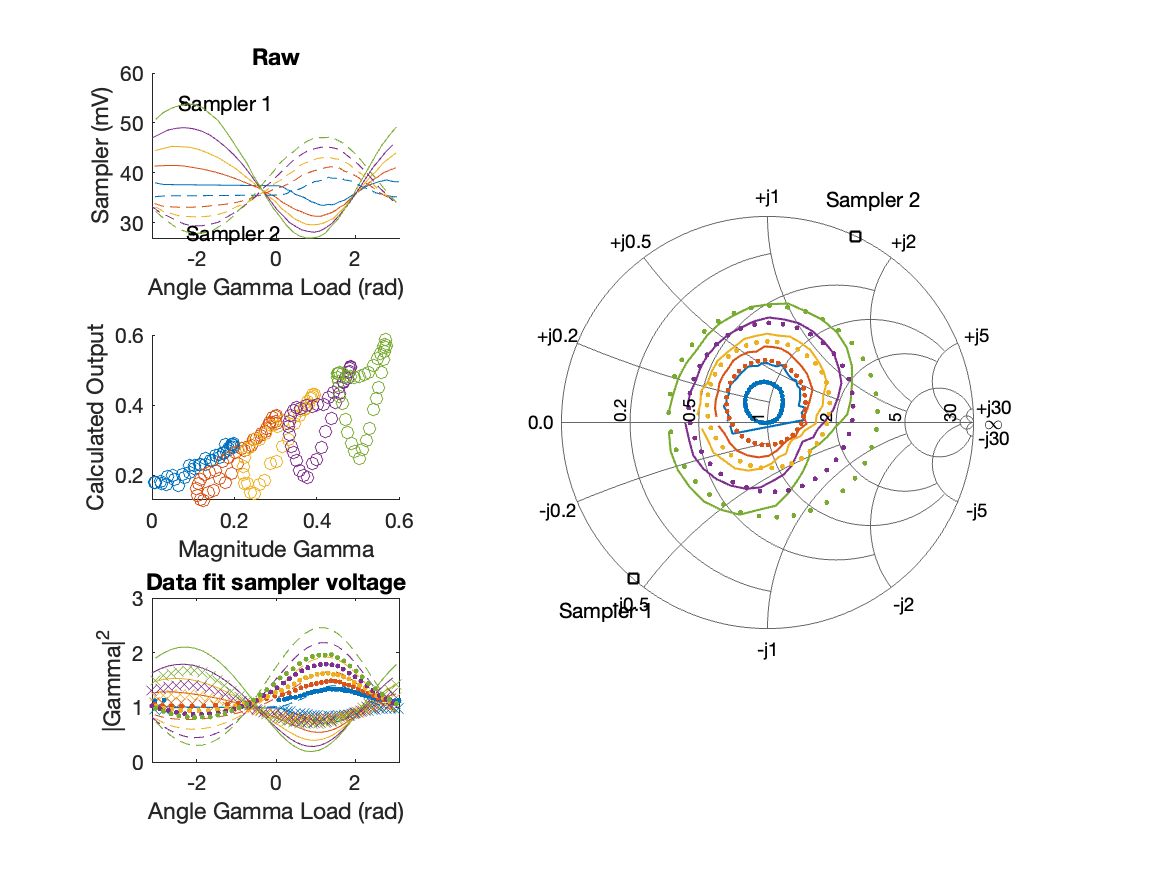 Raw
60
50
40
30
Sampler (mV)
Sampler 1
Sampler 2
-2
0
2
Angle Gamma Load (rad)
0.6
0.4
0.2
Calculated Output
0
0.2
0.4
0.6
Magnitude Gamma
Data fit sampler voltage
3
2
1
0
|Gamma|2
-2
0
2
Angle Gamma Load (rad)
+j1
Sampler 2
+j0.5
+j2
+j0.2
+j5
0.0
0.2
0.5
1
2
5
30
+j30
∞
-j30
-j0.2
-j5
-j0.5
Sampler 1
-j2
-j1